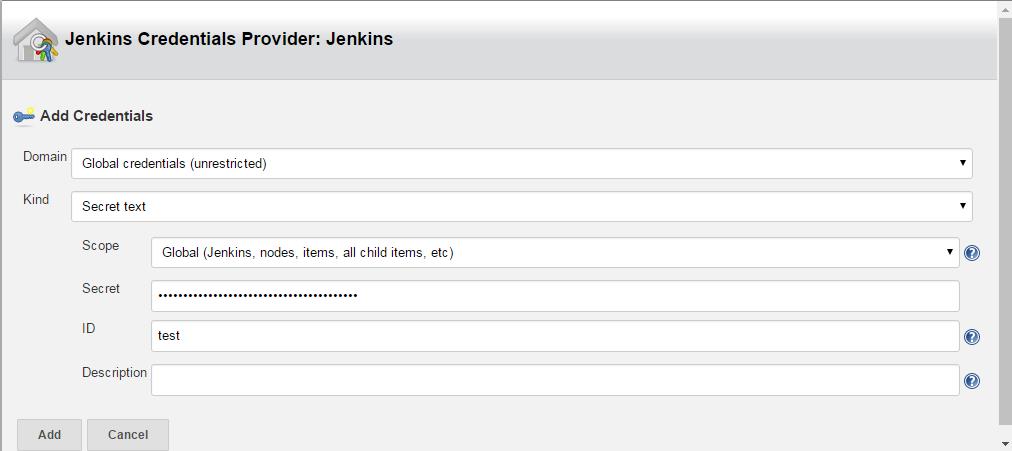 Jenkins Credentials Provider: Jenkins
Add Credentials
Domain Global credentials (unrestricted)
Kind Secret text
Scope Global (Jenkins, nodes, items, all child items, etc)
Secret ••••••••••••••••••••••••••••••••••••••••
ID test
Description
Add Cancel